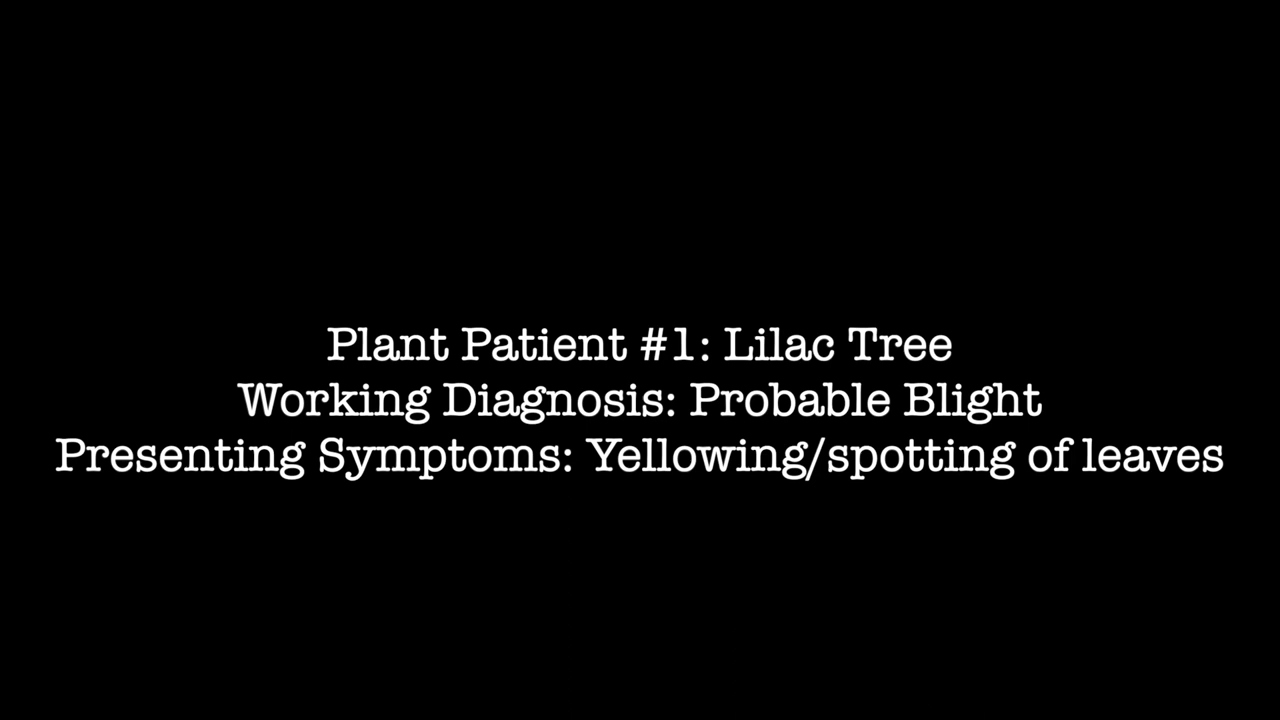 Plant Patient #1: Lilac Tree
Working Diagnosis: Probable Blight
Presenting Symptoms: Yellowing/spotting of leaves